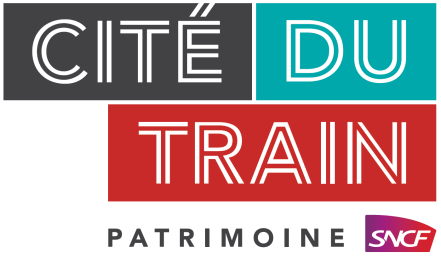 CITÉ DU
TRAIN
PATRIMOINE SNCF